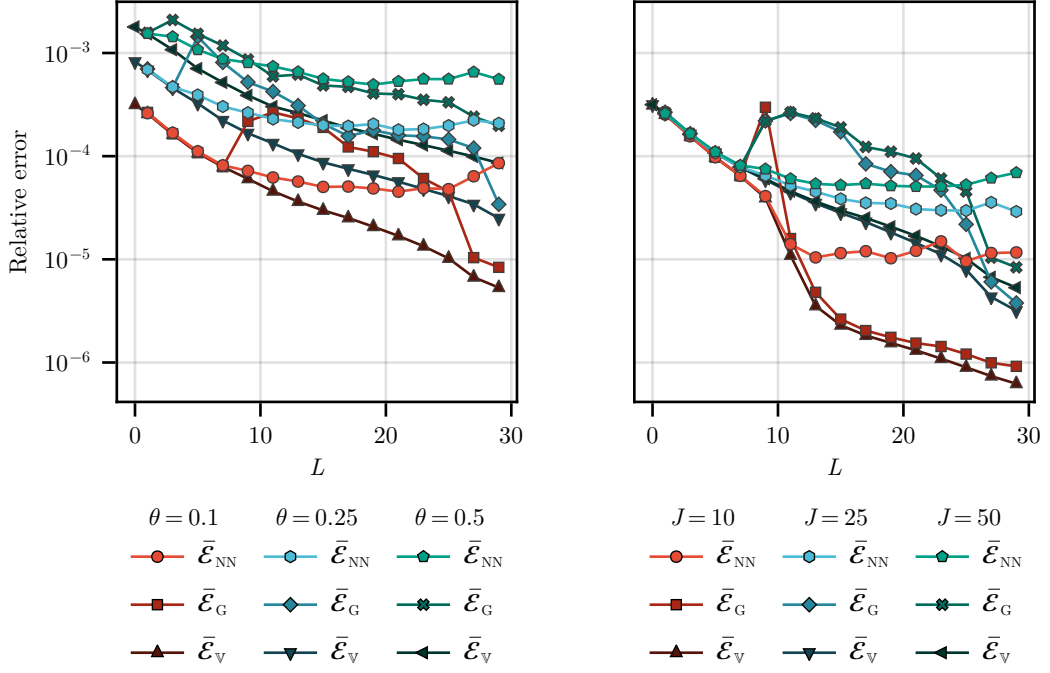 Relative error
10⁻³
10⁻⁴
10⁻⁵
10⁻⁶
0 10 20 30
L
0 10 20 30
L
θ = 0.1 θ = 0.25 θ = 0.5
ℰ̄_NN ℰ̄_NN ℰ̄_NN
ℰ̄_G ℰ̄_G ℰ̄_G
ℰ̄_𝕍 ℰ̄_𝕍 ℰ̄_𝕍
J = 10 J = 25 J = 50
ℰ̄_NN ℰ̄_NN ℰ̄_NN
ℰ̄_G ℰ̄_G ℰ̄_G
ℰ̄_𝕍 ℰ̄_𝕍 ℰ̄_𝕍